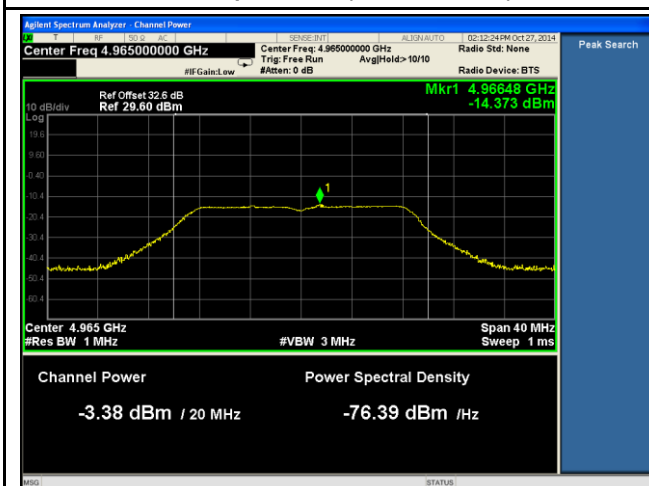 Agilent Spectrum Analyzer - Channel Power
LXI T RF 50 Ω AC SENSE:INT ALIGN AUTO 02:12:24 PM Oct 27, 2014
Center Freq 4.965000000 GHz Center Freq: 4.965000000 GHz Radio Std: None Peak Search
Trig: Free Run Avg|Hold:>10/10
#IFGain:Low #Atten: 0 dB Radio Device: BTS
Ref Offset 32.6 dB Mkr1 4.96648 GHz
10 dB/div Ref 29.60 dBm -14.373 dBm
Log
19.6
9.60
-0.40
-10.4
1
-20.4
-30.4
-40.4
-50.4
-60.4
Center 4.965 GHz Span 40 MHz
#Res BW 1 MHz #VBW 3 MHz Sweep 1 ms
Channel Power Power Spectral Density
-3.38 dBm / 20 MHz -76.39 dBm /Hz
MSG STATUS